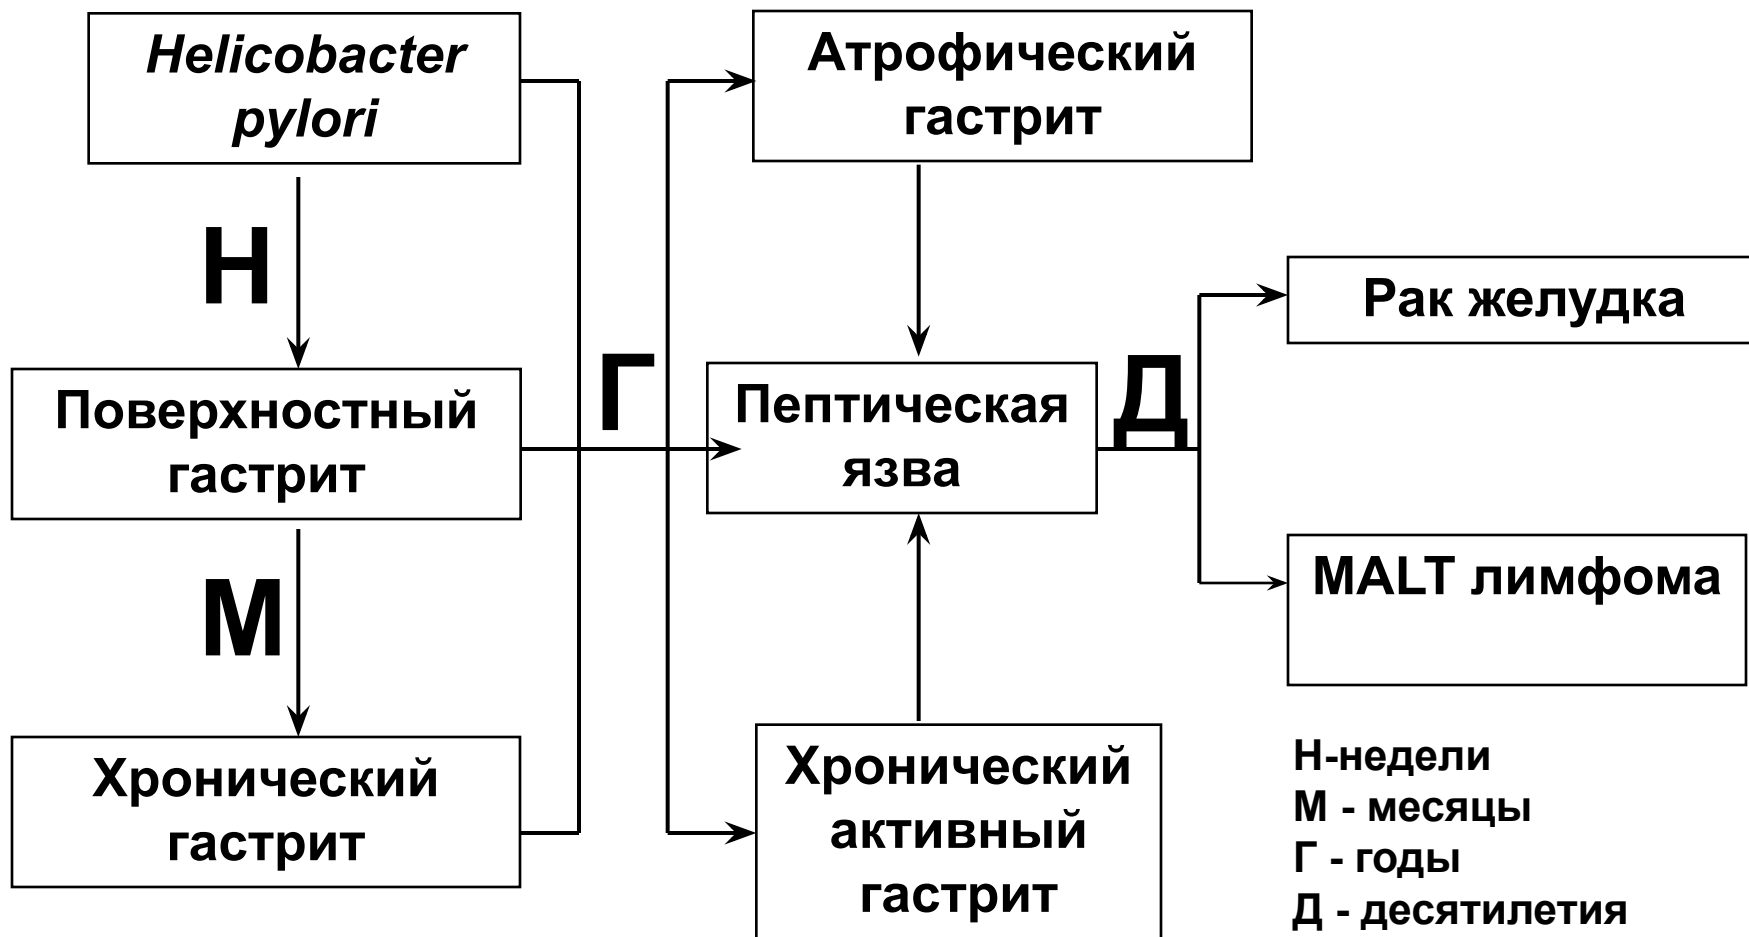 Helicobacter
pylori
Н
Поверхностный
гастрит
М
Хронический
гастрит
Г
Атрофический
гастрит
Пептическая
язва
Хронический
активный
гастрит
Д
Рак желудка
MALT лимфома
Н-недели
М - месяцы
Г - годы
Д - десятилетия